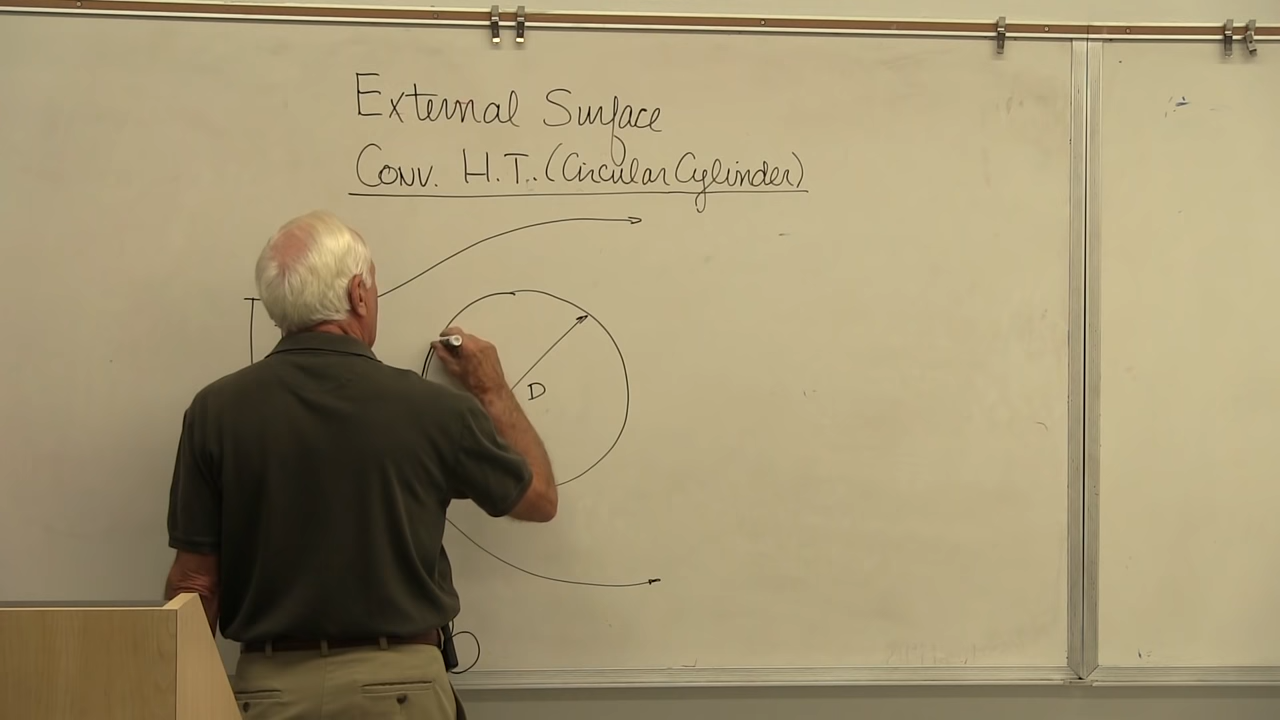 External Surface
Conv. H.T. (Circular Cylinder)
D